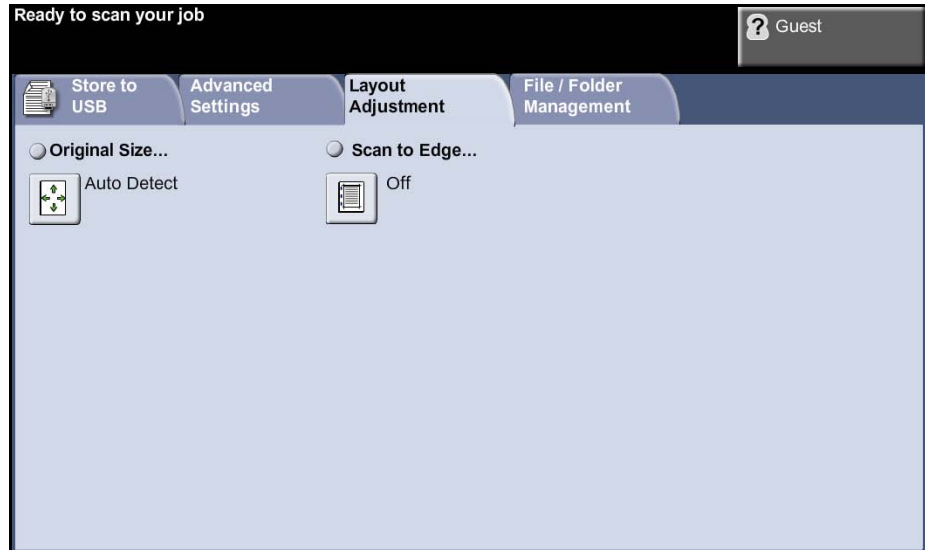 Ready to scan your job
Guest
Store to
USB
Advanced
Settings
Layout
Adjustment
File / Folder
Management
Original Size...
Auto Detect
Scan to Edge...
Off